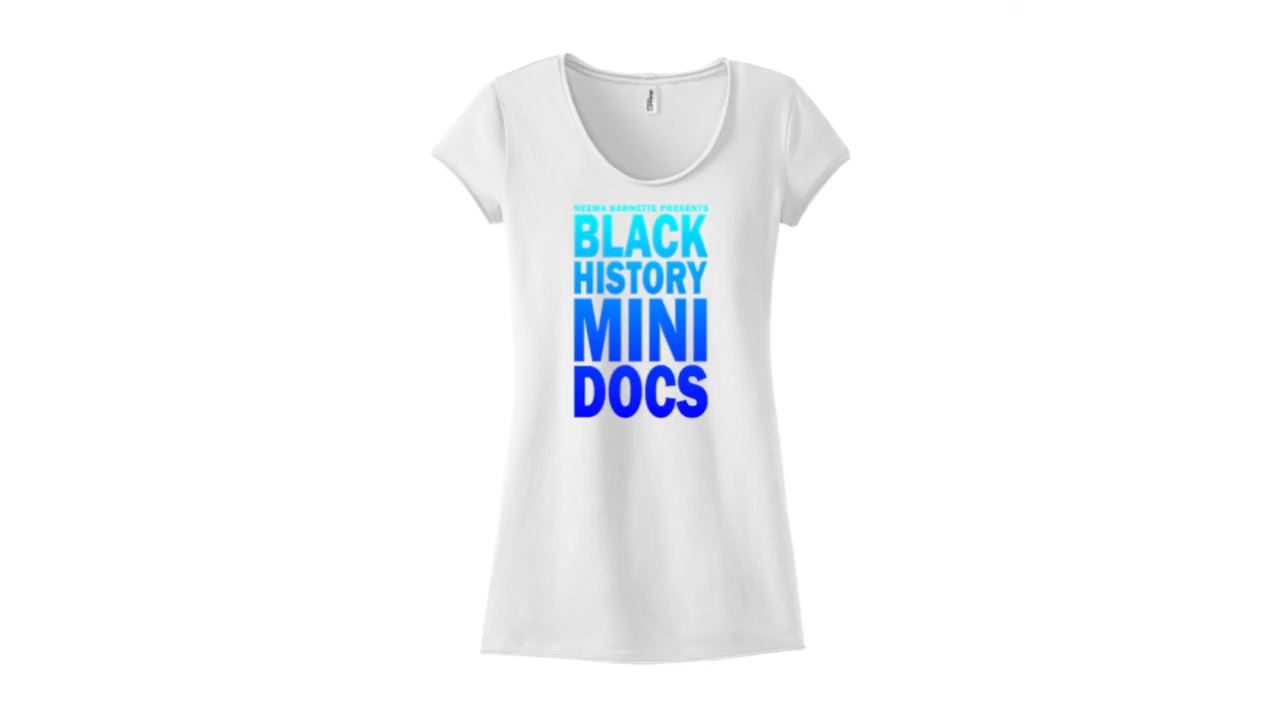 NEEMA BARNETTE PRESENTS
BLACK
HISTORY
MINI
DOCS